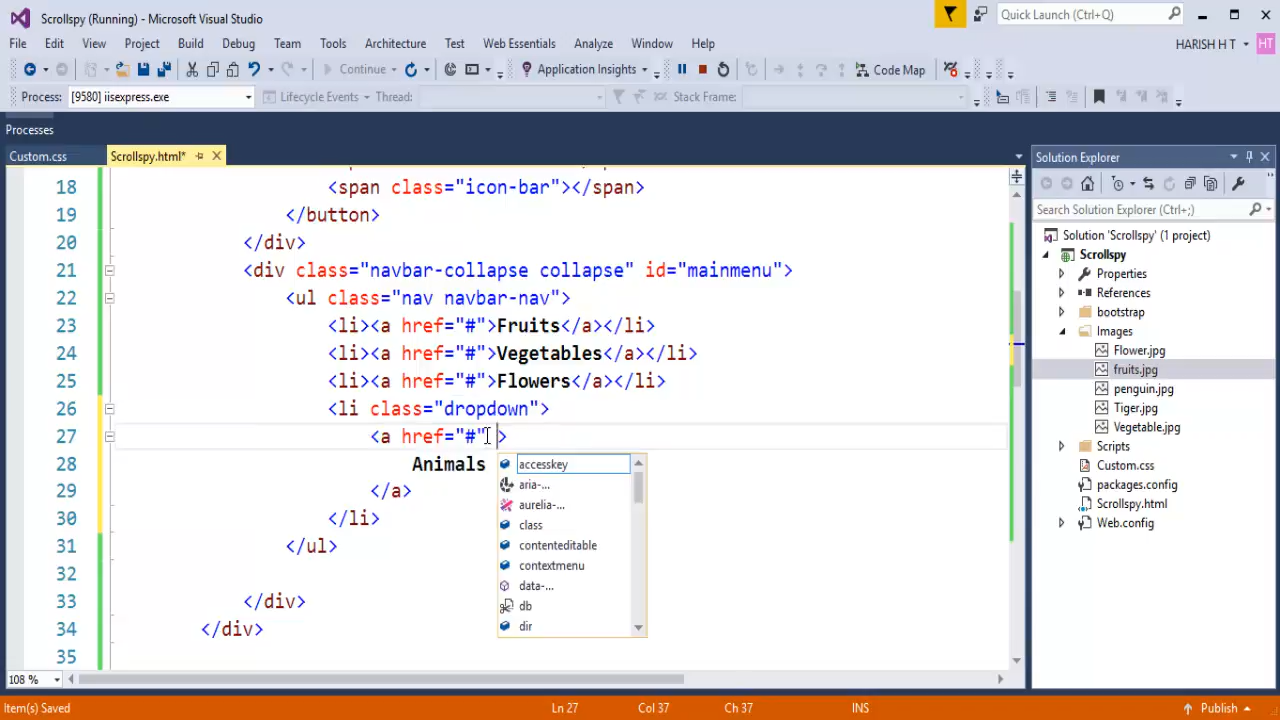 Scrollspy (Running) - Microsoft Visual Studio
Quick Launch (Ctrl+Q)
File Edit View Project Build Debug Team Tools Architecture Test Web Essentials Analyze Window Help
HARISH H T HT
Continue Application Insights Code Map
Process: [9580] iisexpress.exe Lifecycle Events Thread: Stack Frame:
Processes
Custom.css Scrollspy.html* Solution Explorer
18 <span class="icon-bar"></span>
19 </button>
20 </div>
21 <div class="navbar-collapse collapse" id="mainmenu">
22 <ul class="nav navbar-nav">
23 <li><a href="#">Fruits</a></li>
24 <li><a href="#">Vegetables</a></li>
25 <li><a href="#">Flowers</a></li>
26 <li class="dropdown">
27 <a href="#" >
28 Animals
29 </a>
30 </li>
31 </ul>
32
33 </div>
34 </div>
35
accesskey
aria-...
aurelia-...
class
contenteditable
contextmenu
data-...
db
dir
Search Solution Explorer (Ctrl+;)
Solution 'Scrollspy' (1 project)
Scrollspy
Properties
References
bootstrap
Images
Flower.jpg
fruits.jpg
penguin.jpg
Tiger.jpg
Vegetable.jpg
Scripts
Custom.css
packages.config
Scrollspy.html
Web.config
108 %
Item(s) Saved Ln 27 Col 37 Ch 37 INS Publish